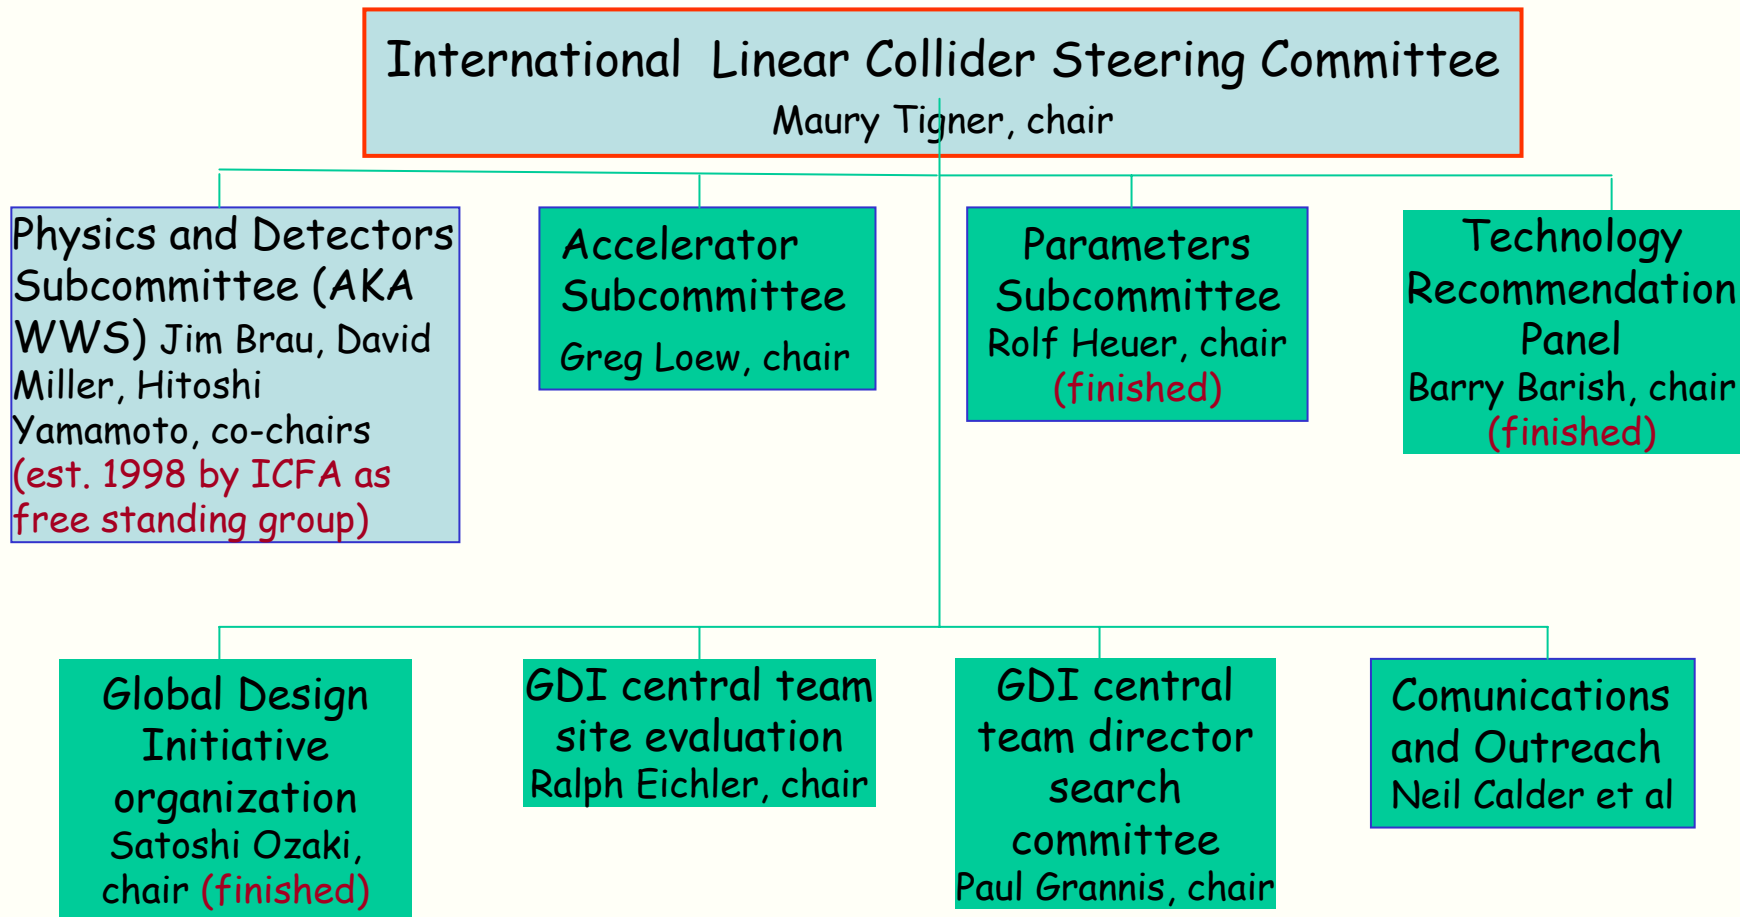 International Linear Collider Steering Committee
Maury Tigner, chair
Physics and Detectors
Subcommittee (AKA
WWS) Jim Brau, David
Miller, Hitoshi
Yamamoto, co-chairs
(est. 1998 by ICFA as
free standing group)
Accelerator
Subcommittee
Greg Loew, chair
Parameters
Subcommittee
Rolf Heuer, chair
(finished)
Technology
Recommendation
Panel
Barry Barish, chair
(finished)
Global Design
Initiative
organization
Satoshi Ozaki,
chair (finished)
GDI central team
site evaluation
Ralph Eichler, chair
GDI central
team director
search
committee
Paul Grannis, chair
Comunications
and Outreach
Neil Calder et al